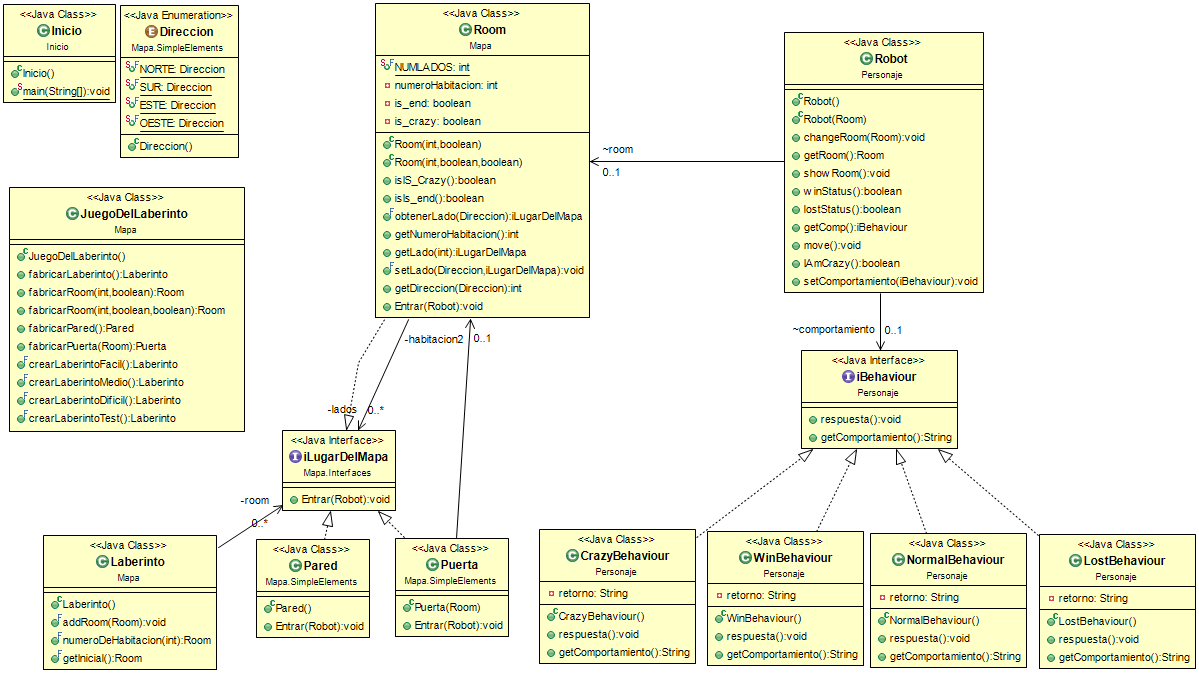 <<Java Class>>
Inicio
Inicio
Inicio()
main(String[]):void
<<Java Enumeration>>
Direccion
Mapa.SimpleElements
NORTE: Direccion
SUR: Direccion
ESTE: Direccion
OESTE: Direccion
Direccion()
<<Java Class>>
Room
Mapa
NUMLADOS: int
numeroHabitacion: int
is_end: boolean
is_crazy: boolean
Room(int,boolean)
Room(int,boolean,boolean)
isIS_Crazy():boolean
isIs_end():boolean
obtenerLado(Direccion):iLugarDelMapa
getNumeroHabitacion():int
getLado(int):iLugarDelMapa
setLado(Direccion,iLugarDelMapa):void
getDireccion(Direccion):int
Entrar(Robot):void
~room
0..1
<<Java Class>>
Robot
Personaje
Robot()
Robot(Room)
changeRoom(Room):void
getRoom():Room
showRoom():void
winStatus():boolean
lostStatus():boolean
getComp():iBehaviour
move():void
IAmCrazy():boolean
setComportamiento(iBehaviour):void
<<Java Class>>
JuegoDelLaberinto
Mapa
JuegoDelLaberinto()
fabricarLaberinto():Laberinto
fabricarRoom(int,boolean):Room
fabricarRoom(int,boolean,boolean):Room
fabricarPared():Pared
fabricarPuerta(Room):Puerta
crearLaberintoFacil():Laberinto
crearLaberintoMedio():Laberinto
crearLaberintoDificil():Laberinto
crearLaberintoTest():Laberinto
-habitacion2
0..1
~comportamiento
0..1
-lados
0..*
<<Java Interface>>
iLugarDelMapa
Mapa.Interfaces
Entrar(Robot):void
<<Java Interface>>
iBehaviour
Personaje
respuesta():void
getComportamiento():String
-room
0..*
<<Java Class>>
Laberinto
Mapa
Laberinto()
addRoom(Room):void
numeroDeHabitacion(int):Room
getInicial():Room
<<Java Class>>
Pared
Mapa.SimpleElements
Pared()
Entrar(Robot):void
<<Java Class>>
Puerta
Mapa.SimpleElements
Puerta(Room)
Entrar(Robot):void
<<Java Class>>
CrazyBehaviour
Personaje
retorno: String
CrazyBehaviour()
respuesta():void
getComportamiento():String
<<Java Class>>
WinBehaviour
Personaje
retorno: String
WinBehaviour()
respuesta():void
getComportamiento():String
<<Java Class>>
NormalBehaviour
Personaje
retorno: String
NormalBehaviour()
respuesta():void
getComportamiento():String
<<Java Class>>
LostBehaviour
Personaje
retorno: String
LostBehaviour()
respuesta():void
getComportamiento():String